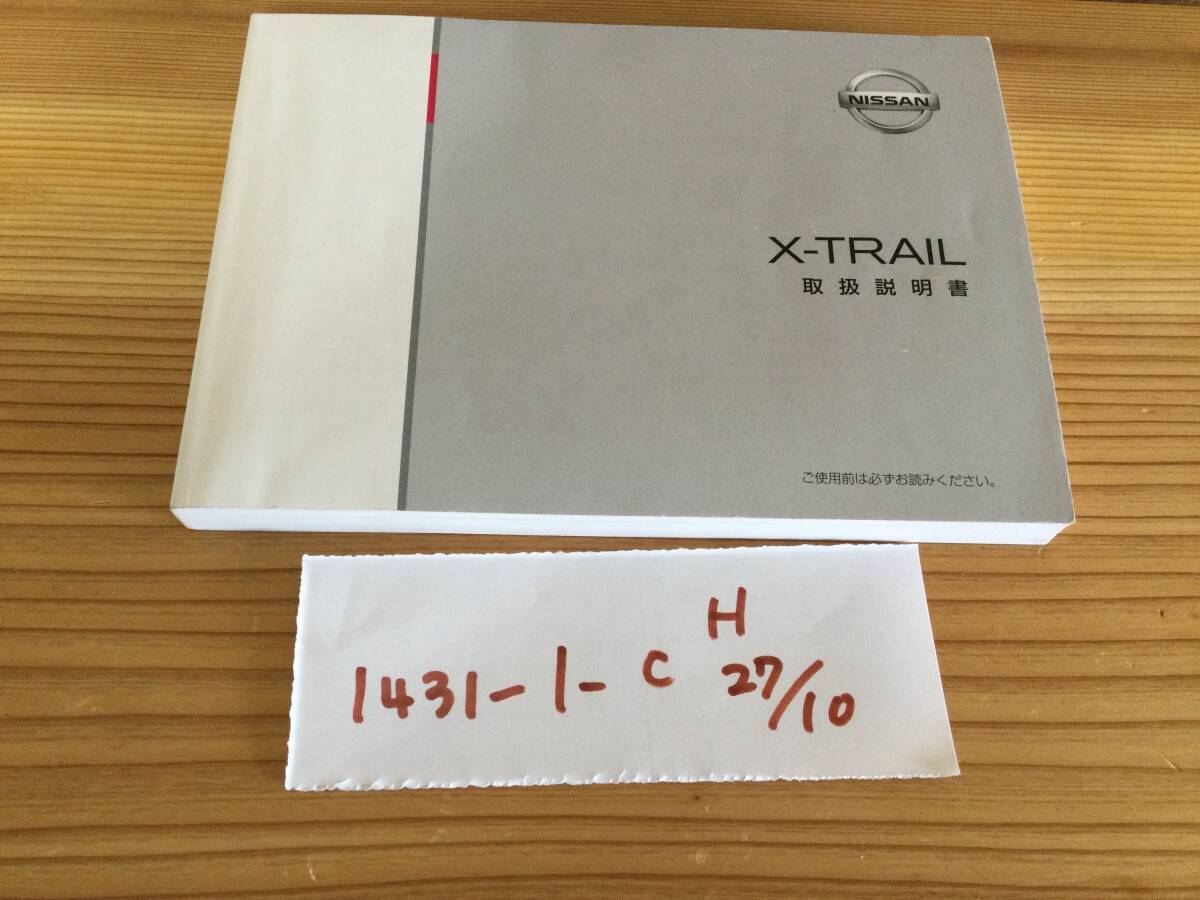 NISSAN
X-TRAIL
取扱説明書
ご使用前は必ずお読みください。
H
1431-1-C 27/10